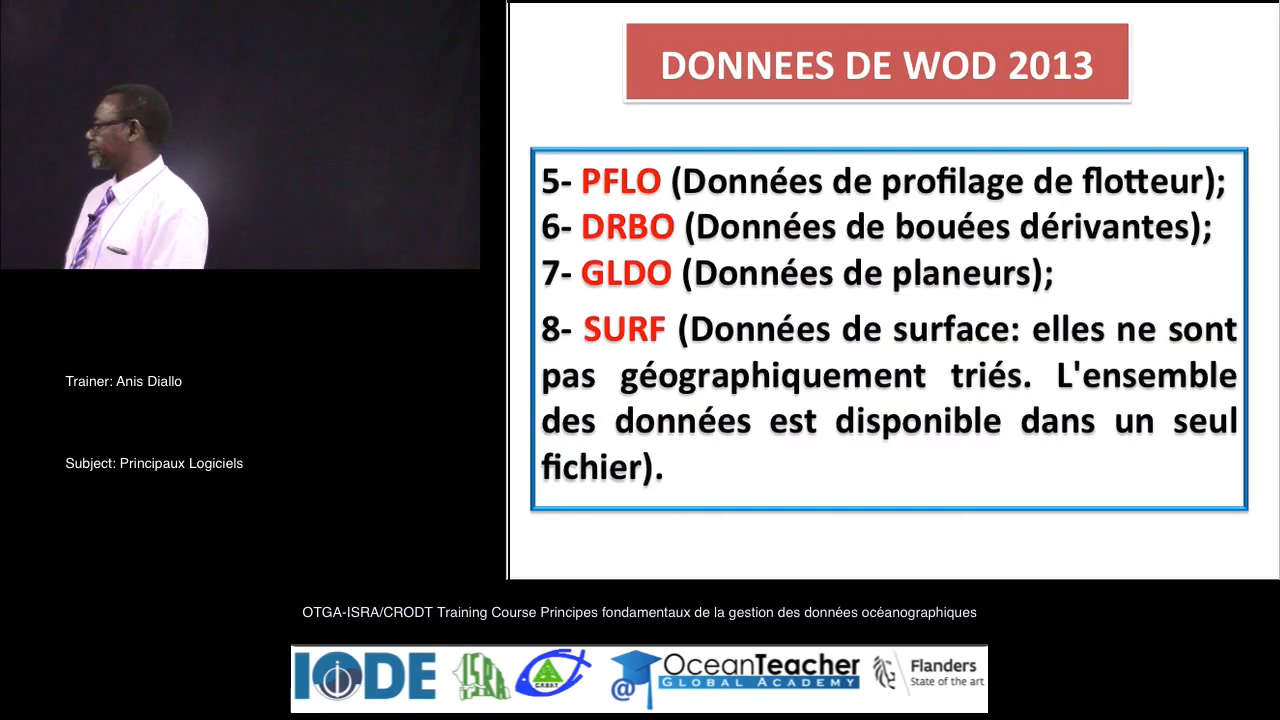 DONNEES DE WOD 2013
5- PFLO (Données de profilage de flotteur);
6- DRBO (Données de bouées dérivantes);
7- GLDO (Données de planeurs);
8- SURF (Données de surface: elles ne sont
pas géographiquement triés. L'ensemble
des données est disponible dans un seul
fichier).
Trainer: Anis Diallo
Subject: Principaux Logiciels
OTGA-ISRA/CRODT Training Course Principes fondamentaux de la gestion des données océanographiques
IODE
ISRA
@
OceanTeacher
GLOBAL ACADEMY
Flanders
State of the art